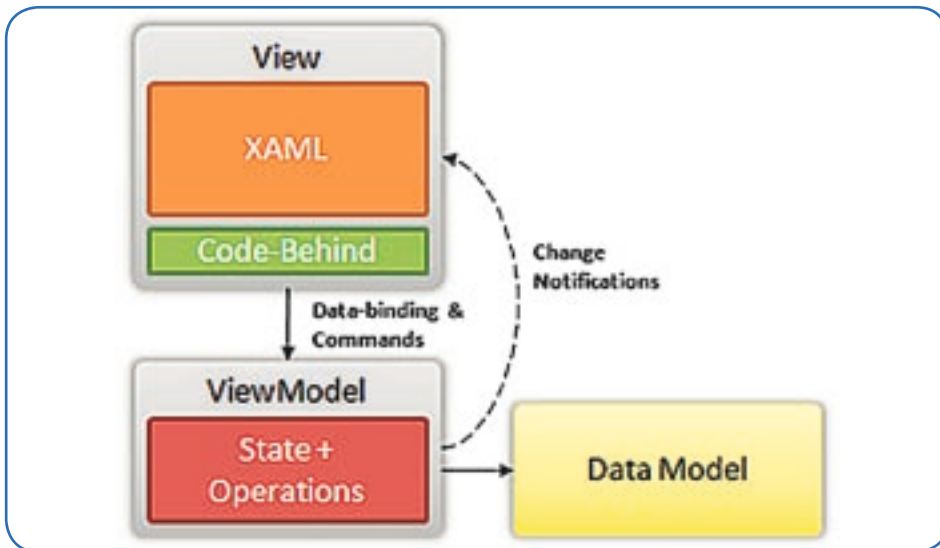 View
XAML
Code-Behind
Data-binding &
Commands
Change
Notifications
ViewModel
State +
Operations
Data Model